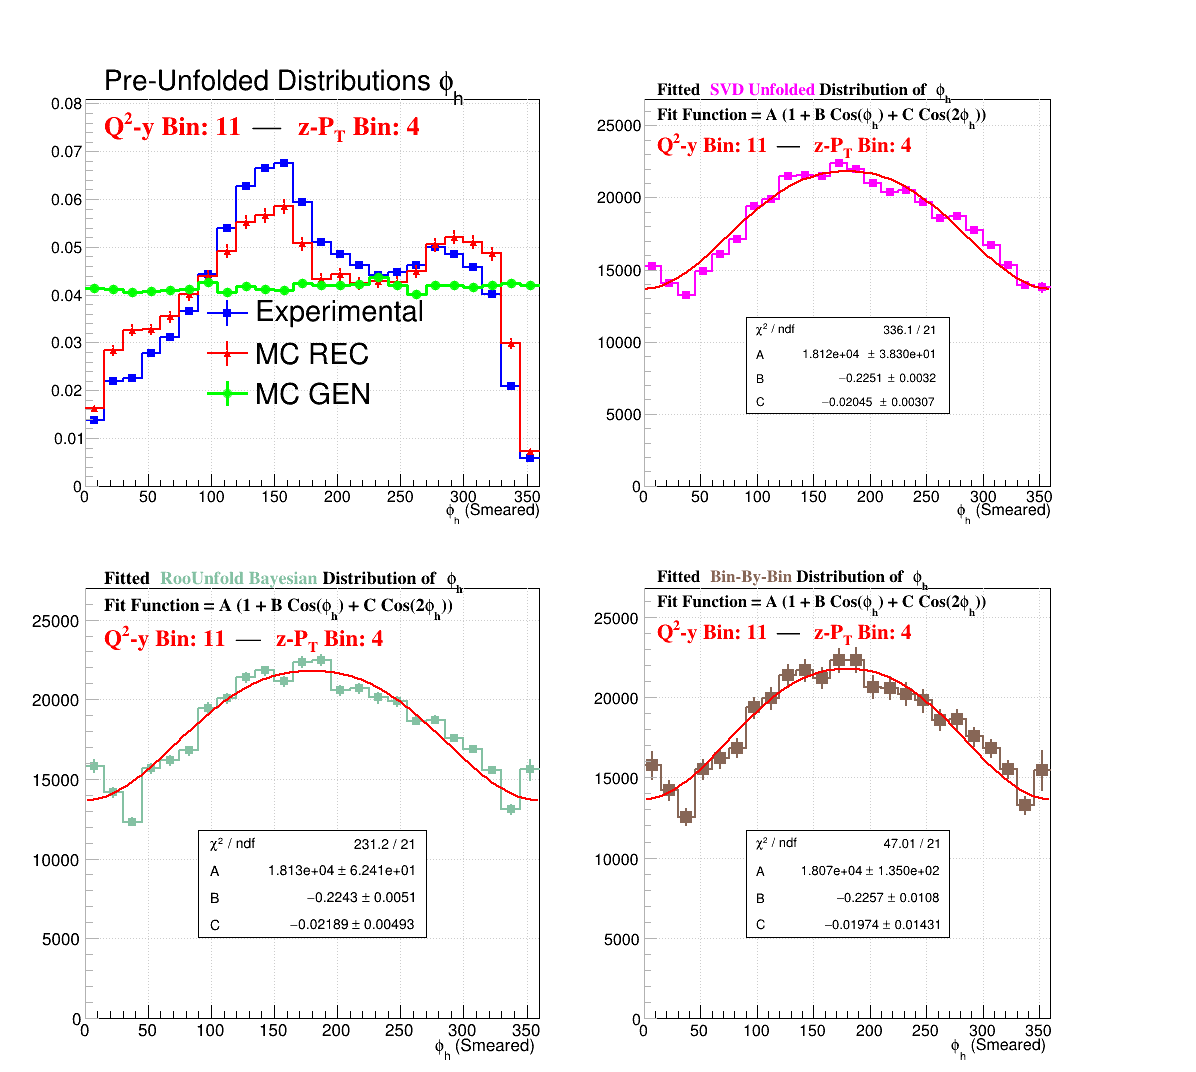 Pre-Unfolded Distributions ϕh
Q²-y Bin: 11 — z-PT Bin: 4
0.08
0.07
0.06
0.05
0.04
0.03
0.02
0.01
0
Experimental
MC REC
MC GEN
0 50 100 150 200 250 300 350
ϕh (Smeared)
Fitted SVD Unfolded Distribution of ϕh
Fit Function = A (1 + B Cos(ϕh) + C Cos(2ϕh))
Q²-y Bin: 11 — z-PT Bin: 4
25000
20000
15000
10000
5000
0
χ² / ndf 336.1 / 21
A 1.812e+04 ± 3.830e+01
B −0.2251 ± 0.0032
C −0.02045 ± 0.00307
0 50 100 150 200 250 300 350
ϕh (Smeared)
Fitted RooUnfold Bayesian Distribution of ϕh
Fit Function = A (1 + B Cos(ϕh) + C Cos(2ϕh))
Q²-y Bin: 11 — z-PT Bin: 4
25000
20000
15000
10000
5000
0
χ² / ndf 231.2 / 21
A 1.813e+04 ± 6.241e+01
B −0.2243 ± 0.0051
C −0.02189 ± 0.00493
0 50 100 150 200 250 300 350
ϕh (Smeared)
Fitted Bin-By-Bin Distribution of ϕh
Fit Function = A (1 + B Cos(ϕh) + C Cos(2ϕh))
Q²-y Bin: 11 — z-PT Bin: 4
25000
20000
15000
10000
5000
0
χ² / ndf 47.01 / 21
A 1.807e+04 ± 1.350e+02
B −0.2257 ± 0.0108
C −0.01974 ± 0.01431
0 50 100 150 200 250 300 350
ϕh (Smeared)